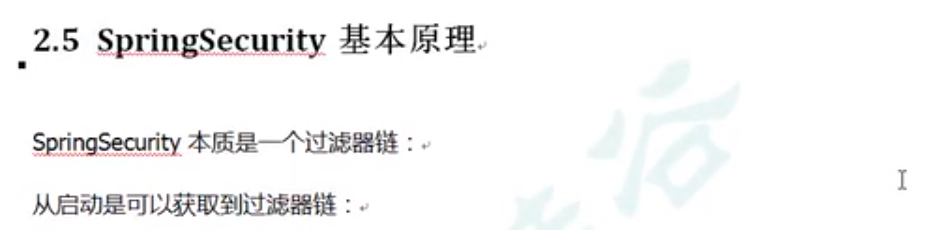 2.5 SpringSecurity 基本原理
SpringSecurity 本质是一个过滤器链：
从启动是可以获取到过滤器链：